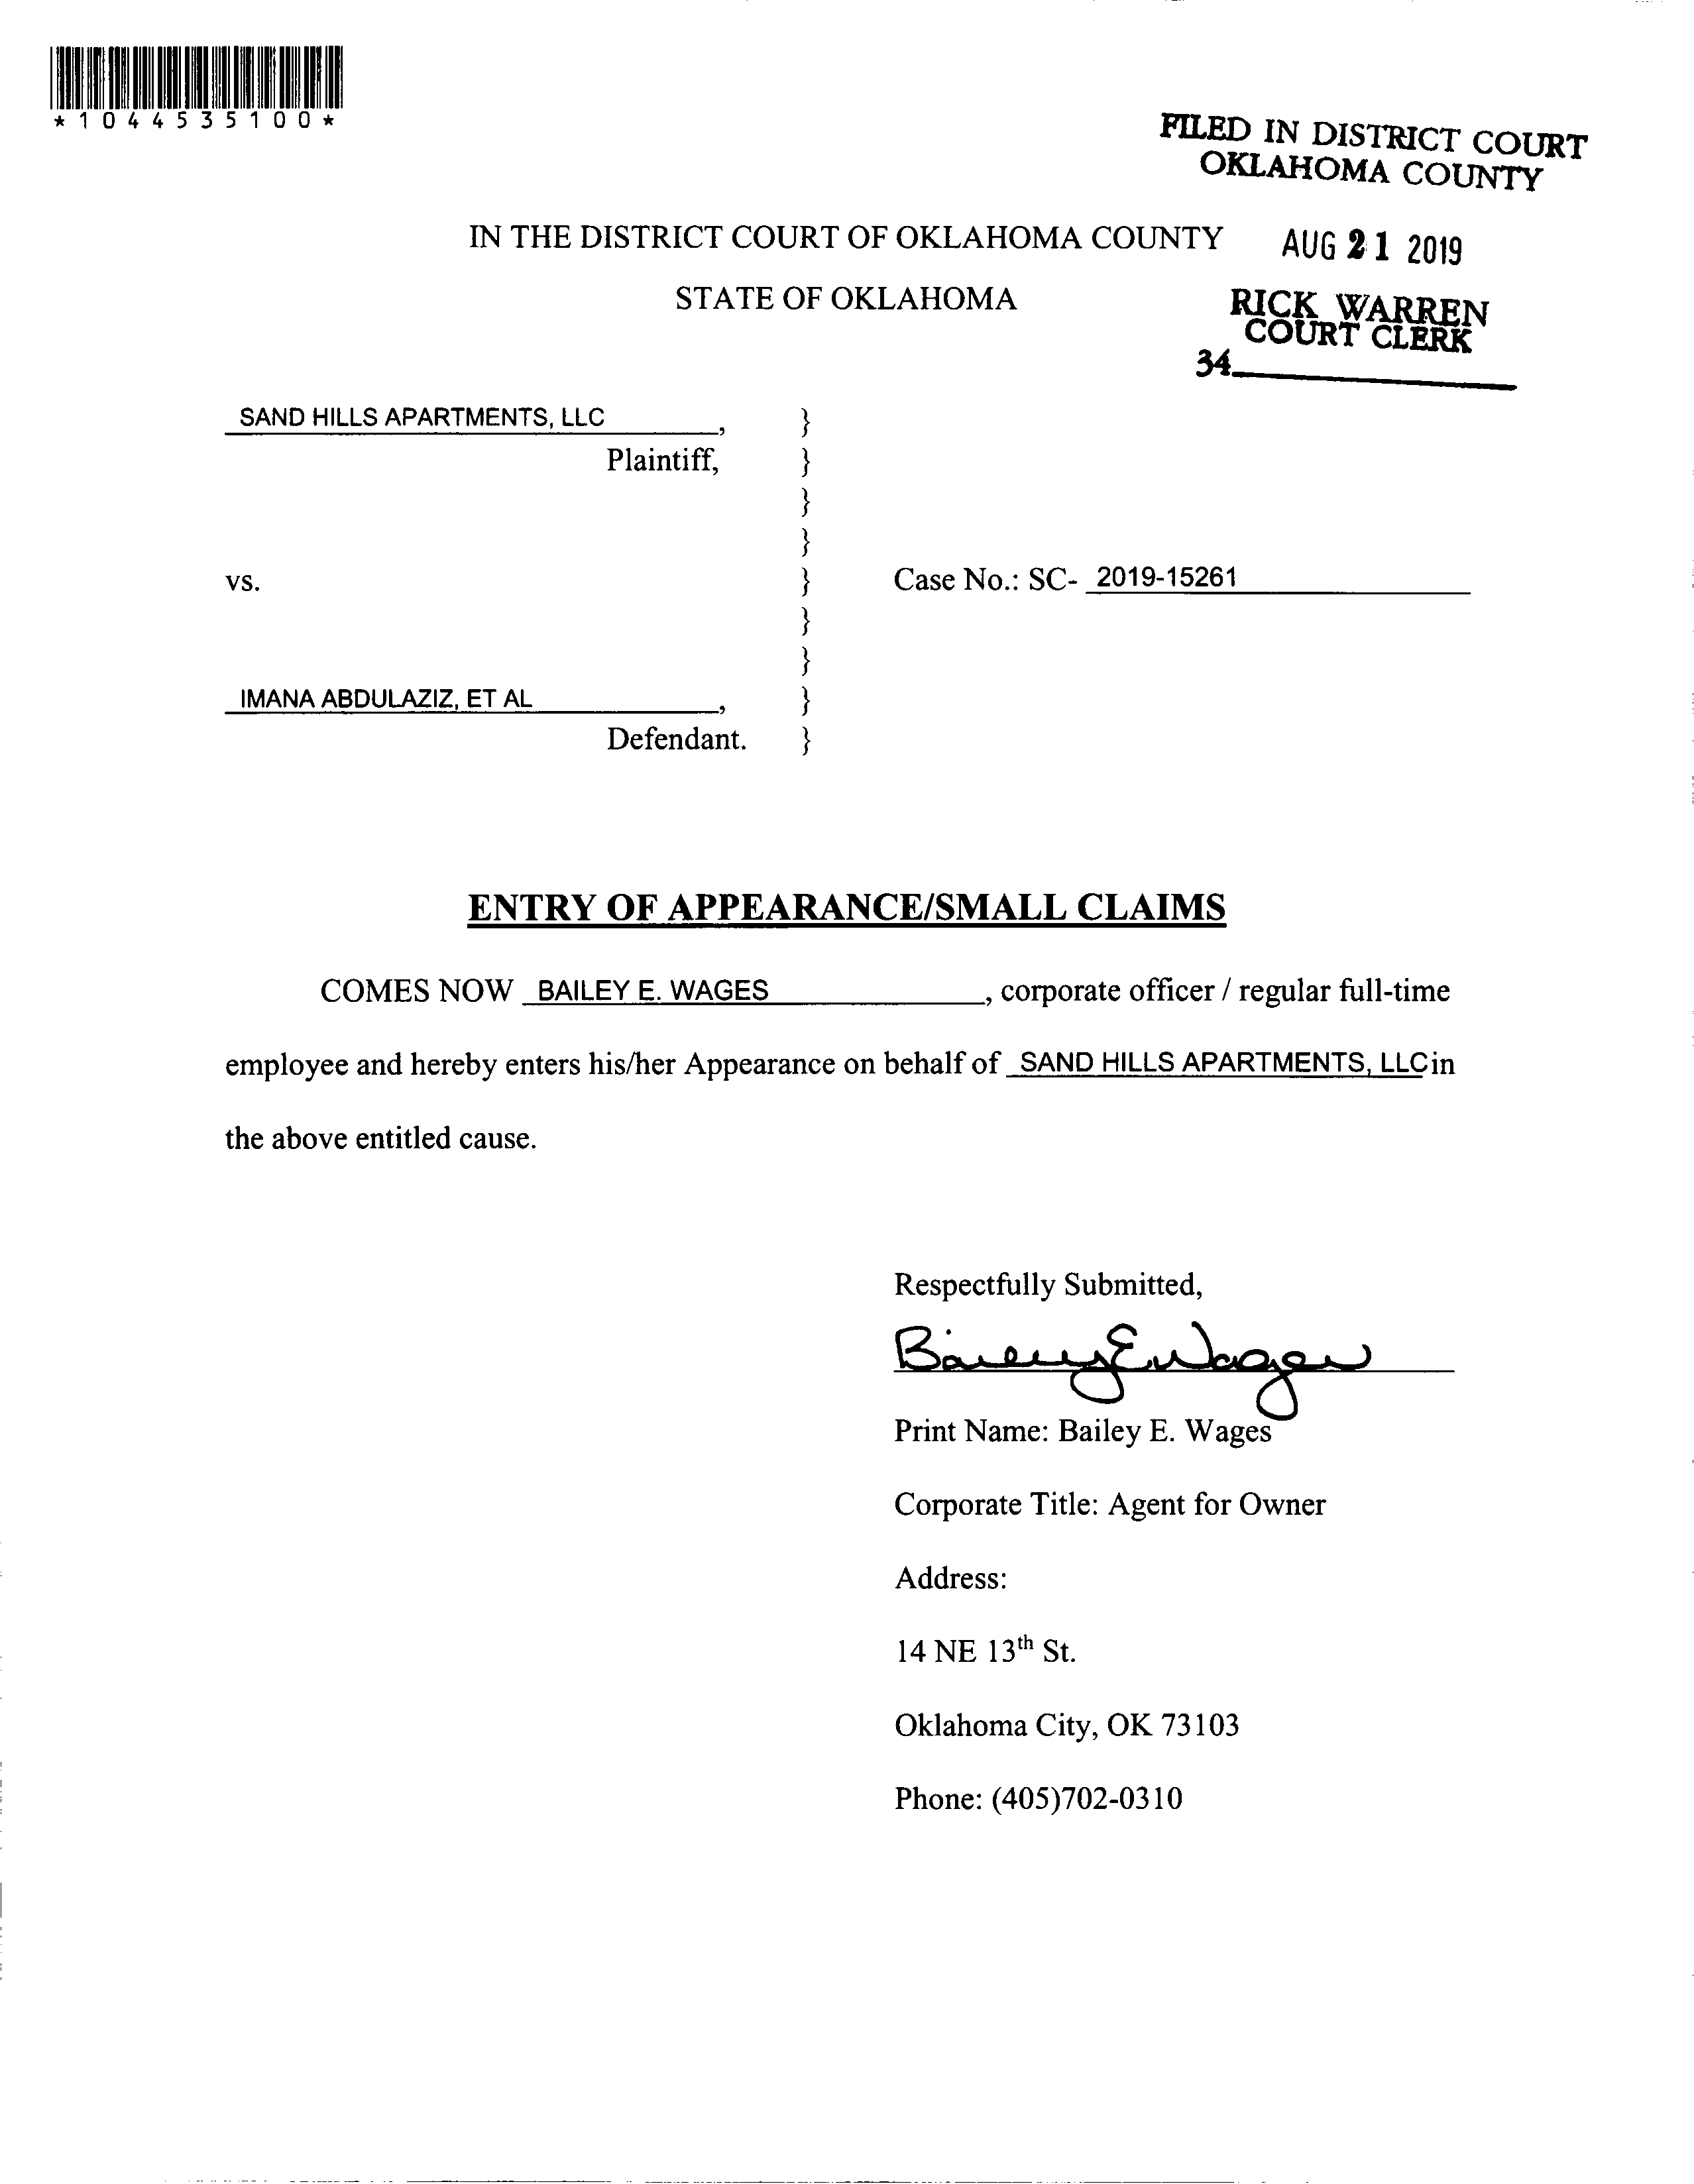 *1044535100*
FILED IN DISTRICT COURT
OKLAHOMA COUNTY
IN THE DISTRICT COURT OF OKLAHOMA COUNTY
AUG 21 2019
STATE OF OKLAHOMA
RICK WARREN
COURT CLERK
34
SAND HILLS APARTMENTS, LLC , }
Plaintiff, }
}
}
vs. } Case No.: SC- 2019-15261
}
}
IMANA ABDULAZIZ, ET AL , }
Defendant. }
ENTRY OF APPEARANCE/SMALL CLAIMS
COMES NOW BAILEY E. WAGES , corporate officer / regular full-time
employee and hereby enters his/her Appearance on behalf of SAND HILLS APARTMENTS, LLC in
the above entitled cause.
Respectfully Submitted,
Bailey E. Wages
Print Name: Bailey E. Wages
Corporate Title: Agent for Owner
Address:
14 NE 13th St.
Oklahoma City, OK 73103
Phone: (405)702-0310